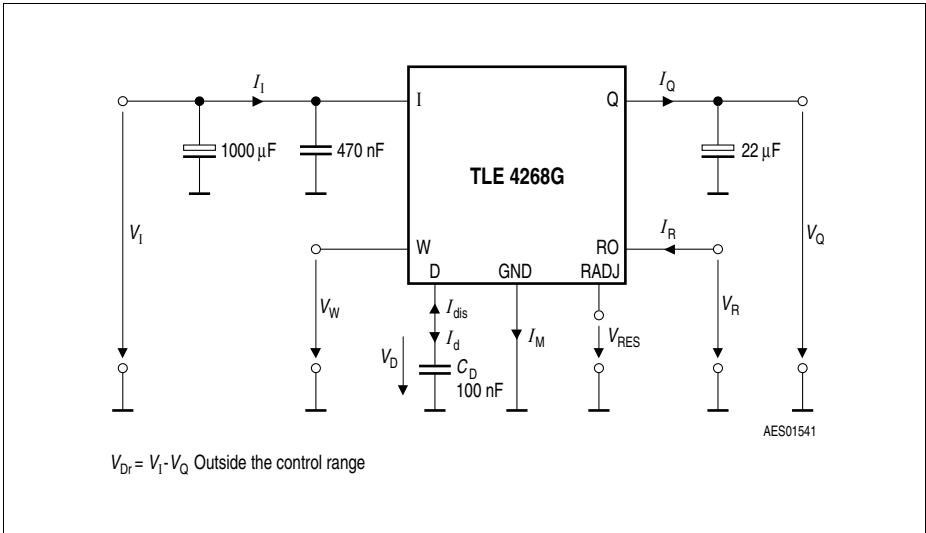 I_I
I_Q
I
Q
1000 µF
470 nF
22 µF
TLE 4268G
V_I
W
RO
I_R
V_Q
D
GND
RADJ
V_W
I_dis
V_R
V_D
I_d
I_M
V_RES
C_D
100 nF
AES01541
V_Dr = V_I-V_Q Outside the control range